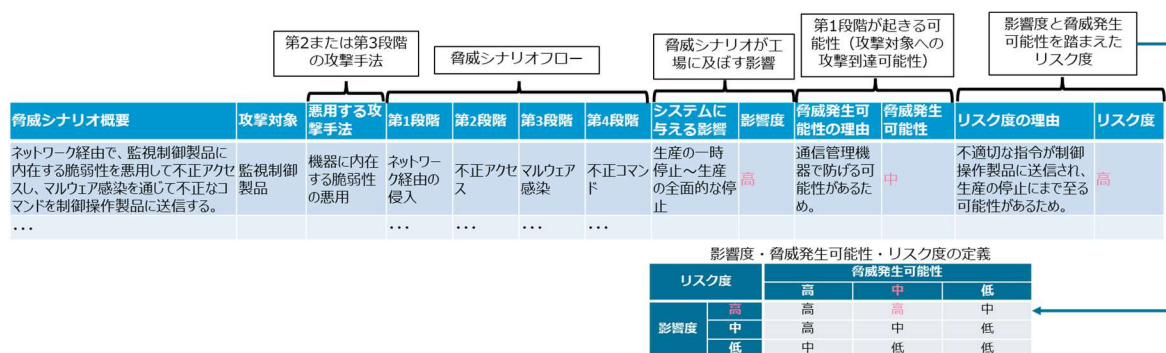 第2または第3段階
の攻撃手法
脅威シナリオフロー
脅威シナリオが工
場に及ぼす影響
第1段階が起きる可
能性（攻撃対象への
攻撃到達可能性）
影響度と脅威発生
可能性を踏まえた
リスク度
脅威シナリオ概要
攻撃対象
悪用する攻
撃手法
第1段階
第2段階
第3段階
第4段階
システムに
与える影響
影響度
脅威発生可
能性の理由
脅威発生
可能性
リスク度の理由
リスク度
ネットワーク経由で、監視制御製品に
内在する脆弱性を悪用して不正アクセ
スし、マルウェア感染を通じて不正なコ
マンドを制御操作製品に送信する。
監視制御
製品
機器に内在
する脆弱性
の悪用
ネットワー
ク経由の
侵入
不正アクセ
ス
マルウェア
感染
不正コマン
ド
生産の一時
停止～生産
の全面的な停
止
高
通信管理機
器で防げる可
能性があるた
め。
中
不適切な指令が制御
操作製品に送信され、
生産の停止にまで至る
可能性があるため。
高
･･･
･･･
･･･
･･･
･･･
影響度・脅威発生可能性・リスク度の定義
リスク度
脅威発生可能性
高
中
低
影響度
高
高
高
中
中
高
中
低
低
中
低
低